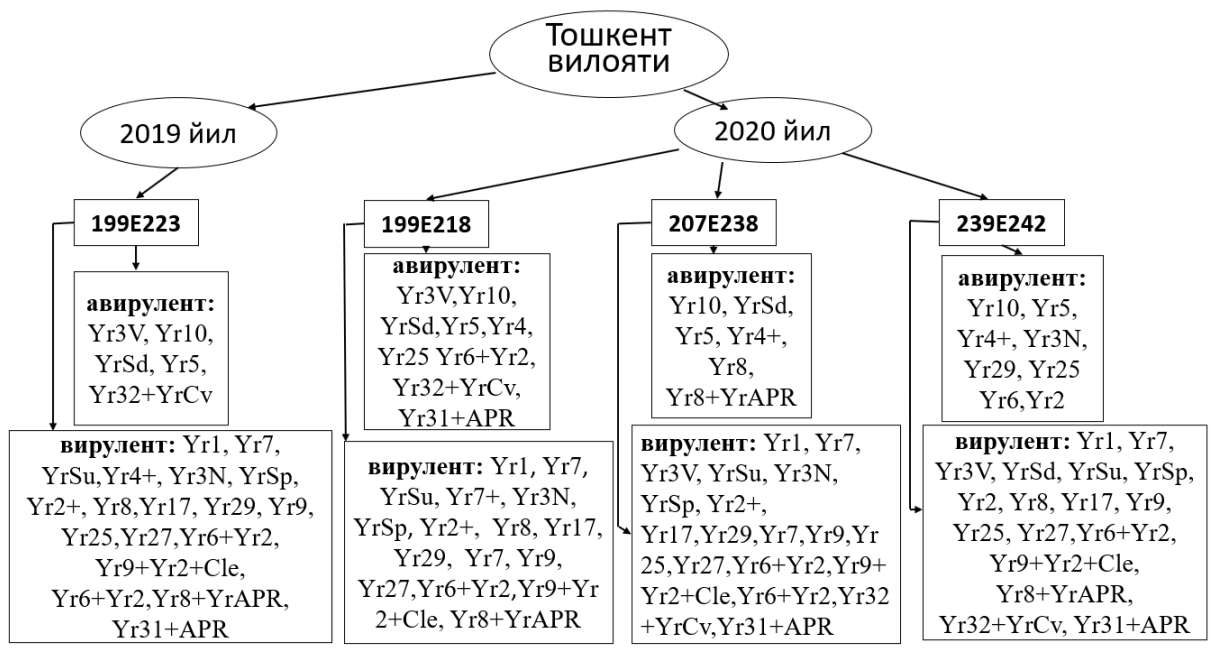 Тошкент
вилояти
2019 йил
2020 йил
199E223
199E218
207E238
239E242
авирулент:
Yr3V, Yr10,
YrSd, Yr5,
Yr32+YrCv
авирулент:
Yr3V,Yr10,
YrSd,Yr5,Yr4,
Yr25 Yr6+Yr2,
Yr32+YrCv,
Yr31+APR
авирулент:
Yr10, YrSd,
Yr5, Yr4+,
Yr8,
Yr8+YrAPR
авирулент:
Yr10, Yr5,
Yr4+, Yr3N,
Yr29, Yr25
Yr6,Yr2
вирулент: Yr1, Yr7,
YrSu,Yr4+, Yr3N, YrSp,
Yr2+, Yr8,Yr17, Yr29, Yr9,
Yr25,Yr27,Yr6+Yr2,
Yr9+Yr2+Cle,
Yr6+Yr2,Yr8+YrAPR,
Yr31+APR
вирулент: Yr1, Yr7,
YrSu, Yr7+, Yr3N,
YrSp, Yr2+, Yr8, Yr17,
Yr29, Yr7, Yr9,
Yr27,Yr6+Yr2,Yr9+Yr
2+Cle, Yr8+YrAPR
вирулент: Yr1, Yr7,
Yr3V, YrSu, Yr3N,
YrSp, Yr2+,
Yr17,Yr29,Yr7,Yr9,Yr
25,Yr27,Yr6+Yr2,Yr9+
Yr2+Cle,Yr6+Yr2,Yr32
+YrCv,Yr31+APR
вирулент: Yr1, Yr7,
Yr3V, YrSd, YrSu, YrSp,
Yr2, Yr8, Yr17, Yr9,
Yr25, Yr27,Yr6+Yr2,
Yr9+Yr2+Cle,
Yr8+YrAPR,
Yr32+YrCv, Yr31+APR